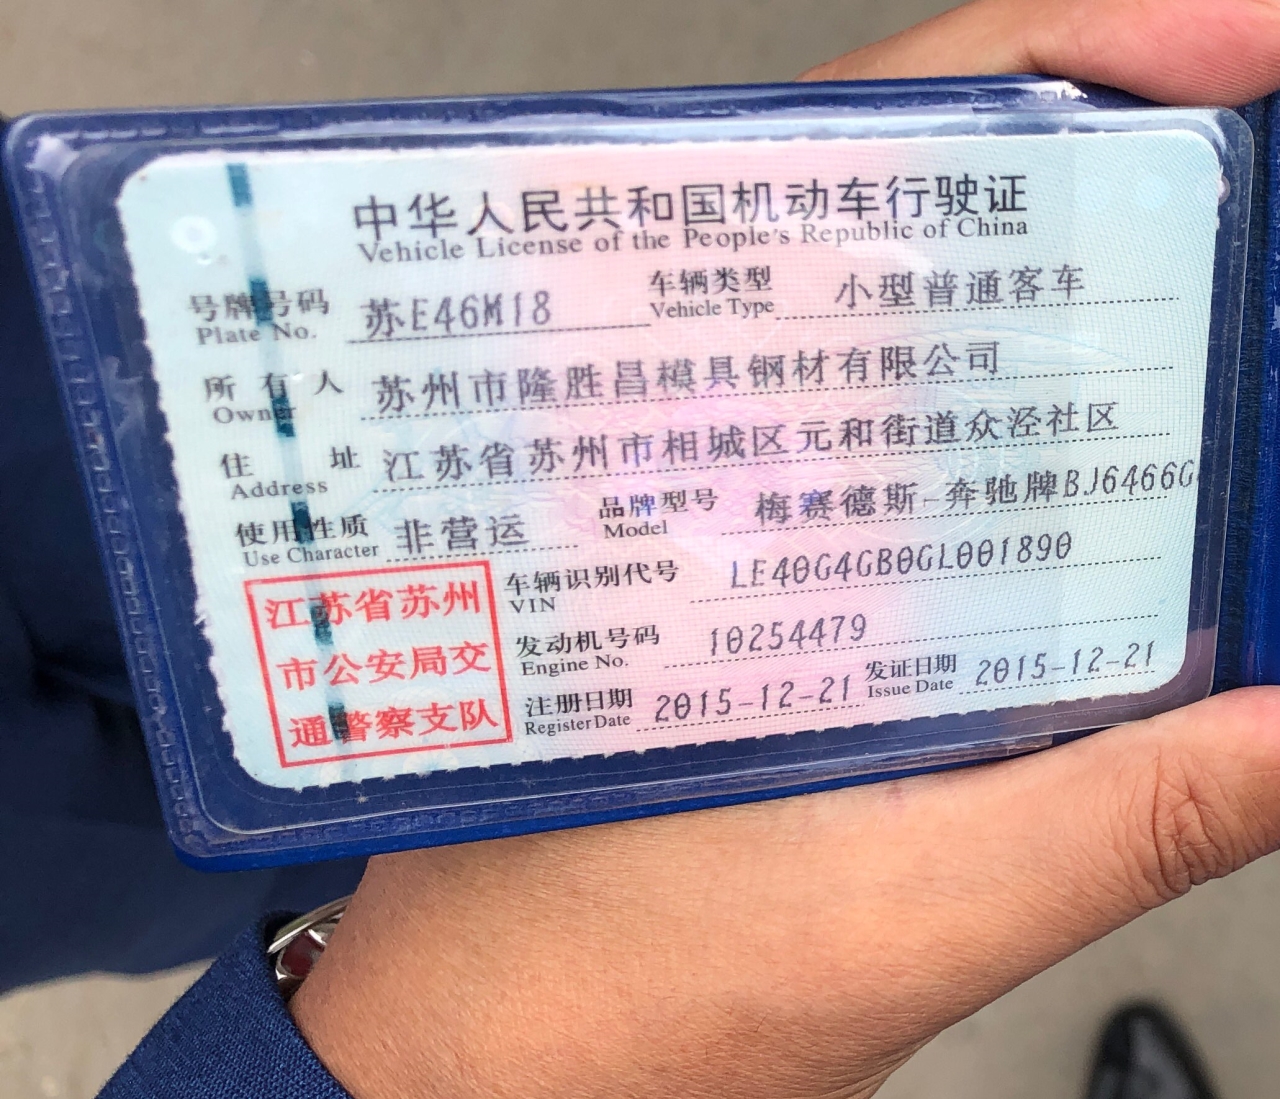 中华人民共和国机动车行驶证
Vehicle License of the People's Republic of China
号牌号码 苏E46M18 车辆类型 小型普通客车
Plate No. Vehicle Type
所有人 苏州市隆胜昌模具钢材有限公司
Owner
住址 江苏省苏州市相城区元和街道众泾社区
Address
使用性质 非营运 品牌型号 梅赛德斯-奔驰牌BJ6466G
Use Character Model
江苏省苏州
市公安局交
通警察支队
车辆识别代号 LE40G4GB0GL001890
VIN
发动机号码 10254479
Engine No.
注册日期 2015-12-21 发证日期 2015-12-21
Register Date Issue Date